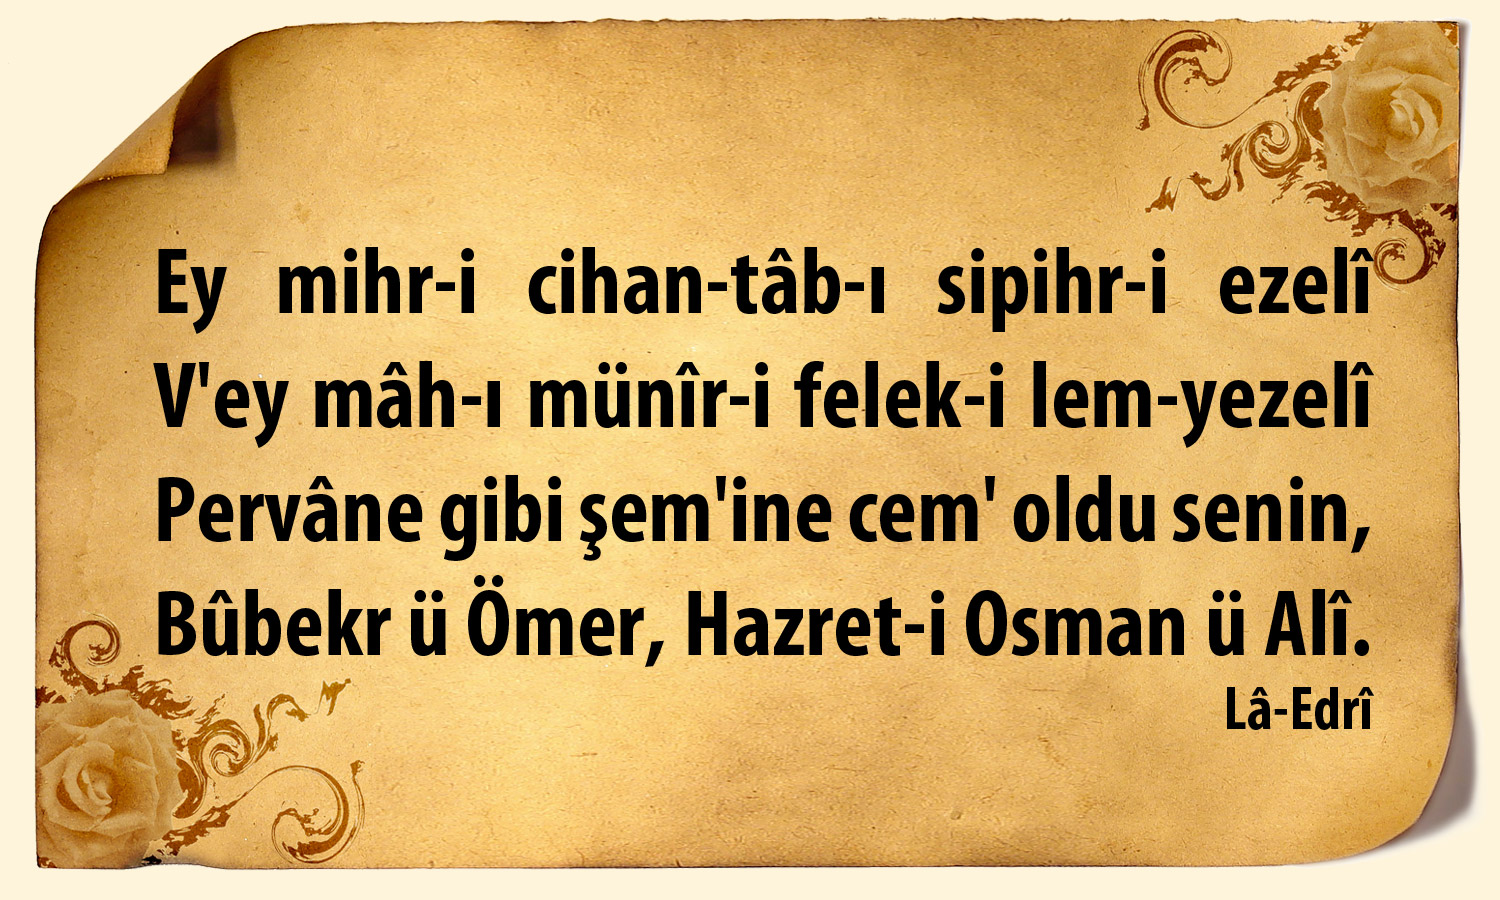 Ey mihr-i cihan-tâb-ı sipihr-i ezelî
V'ey mâh-ı münîr-i felek-i lem-yezelî
Pervâne gibi şem'ine cem' oldu senin,
Bûbekr ü Ömer, Hazret-i Osman ü Alî.
Lâ-Edrî